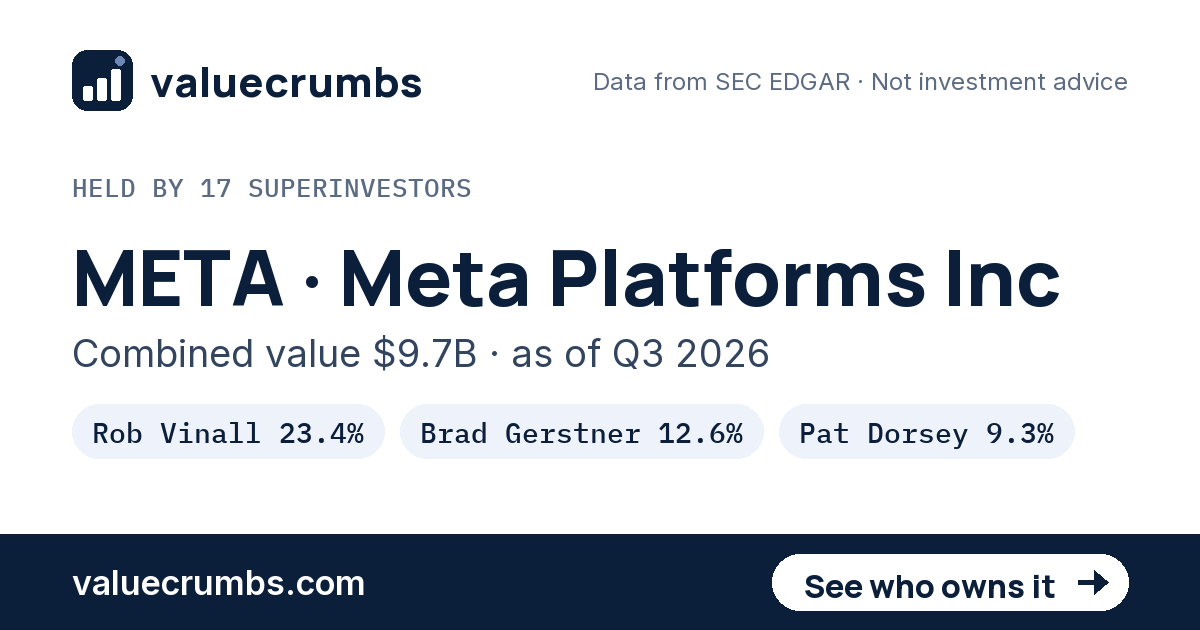 valuecrumbs
Data from SEC EDGAR · Not investment advice
HELD BY 17 SUPERINVESTORS
META · Meta Platforms Inc
Combined value $9.7B · as of Q3 2026
Rob Vinall 23.4% Brad Gerstner 12.6% Pat Dorsey 9.3%
valuecrumbs.com
See who owns it →